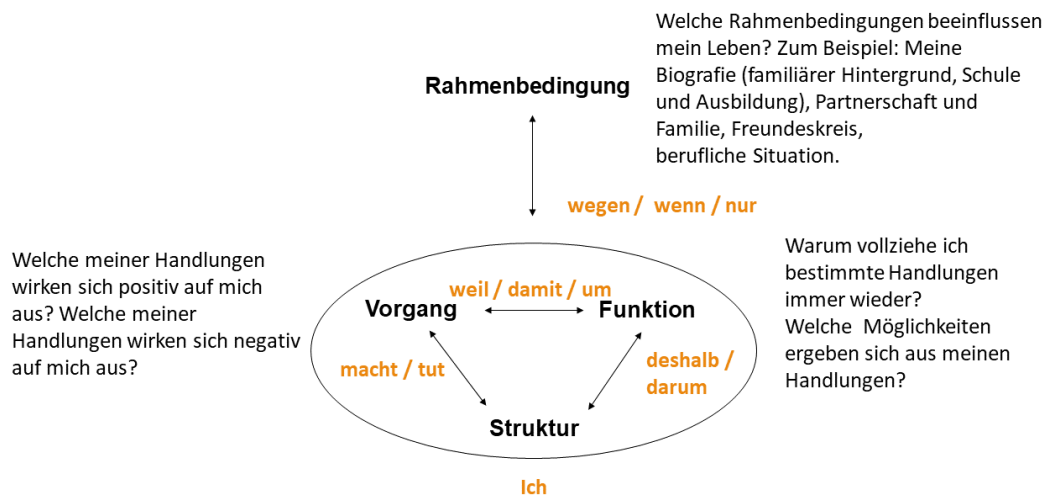 Welche Rahmenbedingungen beeinflussen
mein Leben? Zum Beispiel: Meine
Biografie (familiärer Hintergrund, Schule
und Ausbildung), Partnerschaft und
Familie, Freundeskreis,
berufliche Situation.
Rahmenbedingung
wegen / wenn / nur
Welche meiner Handlungen
wirken sich positiv auf mich
aus? Welche meiner
Handlungen wirken sich negativ
auf mich aus?
weil / damit / um
Vorgang
Funktion
macht / tut
deshalb /
darum
Struktur
Ich
Warum vollziehe ich
bestimmte Handlungen
immer wieder?
Welche Möglichkeiten
ergeben sich aus meinen
Handlungen?